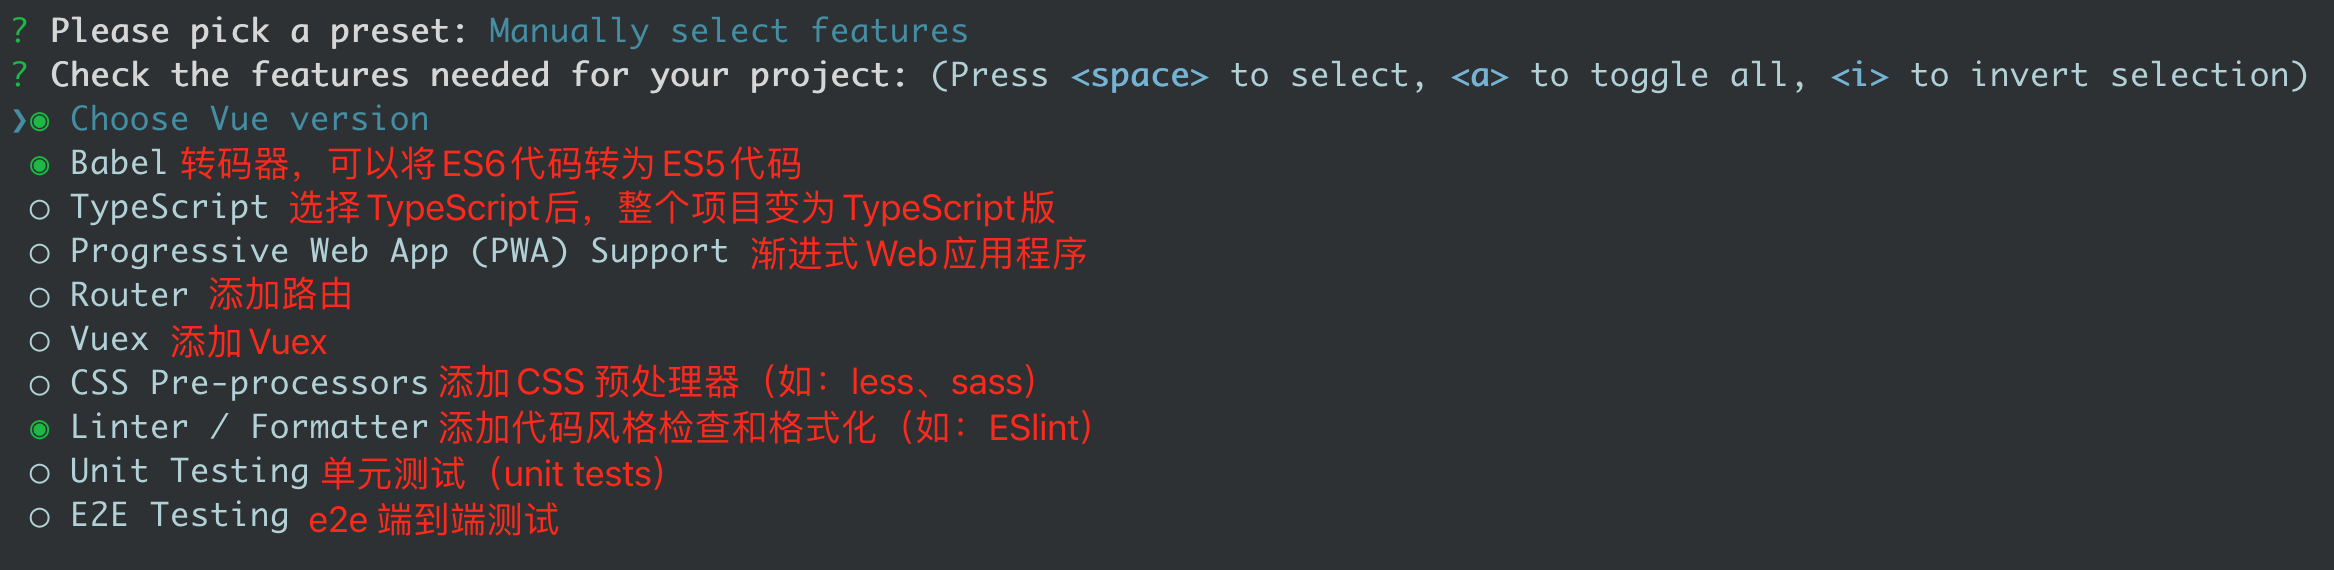 ? Please pick a preset: Manually select features
? Check the features needed for your project: (Press <space> to select, <a> to toggle all, <i> to invert selection)
❯◉ Choose Vue version
◉ Babel 转码器，可以将ES6代码转为ES5代码
◯ TypeScript 选择TypeScript后，整个项目变为TypeScript版
◯ Progressive Web App (PWA) Support 渐进式Web应用程序
◯ Router 添加路由
◯ Vuex 添加Vuex
◯ CSS Pre-processors 添加CSS 预处理器（如：less、sass）
◉ Linter / Formatter 添加代码风格检查和格式化（如：ESlint）
◯ Unit Testing 单元测试（unit tests）
◯ E2E Testing e2e 端到端测试